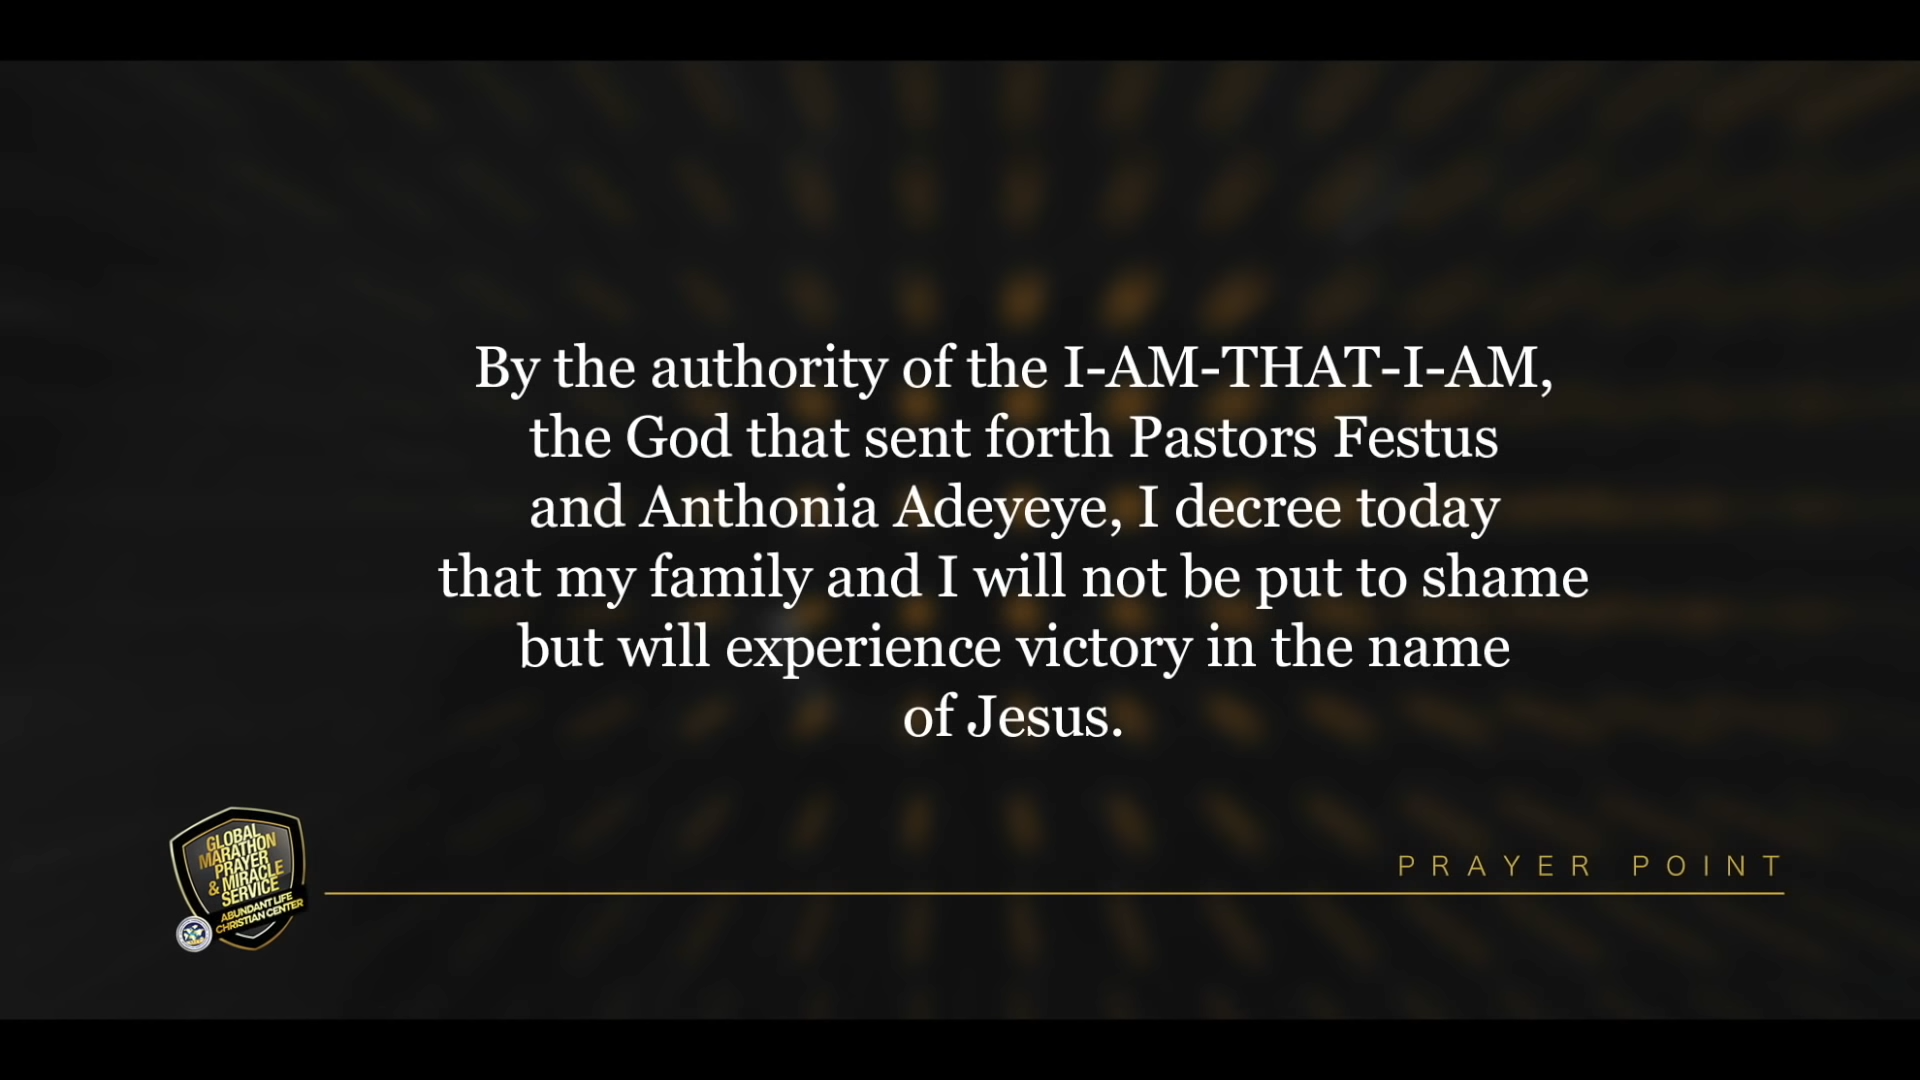 By the authority of the I-AM-THAT-I-AM,
the God that sent forth Pastors Festus
and Anthonia Adeyeye, I decree today
that my family and I will not be put to shame
but will experience victory in the name
of Jesus.
PRAYER POINT
GLOBAL
MARATHON
PRAYER
& MIRACLE
SERVICE
ABUNDANT LIFE
CHRISTIAN CENTER